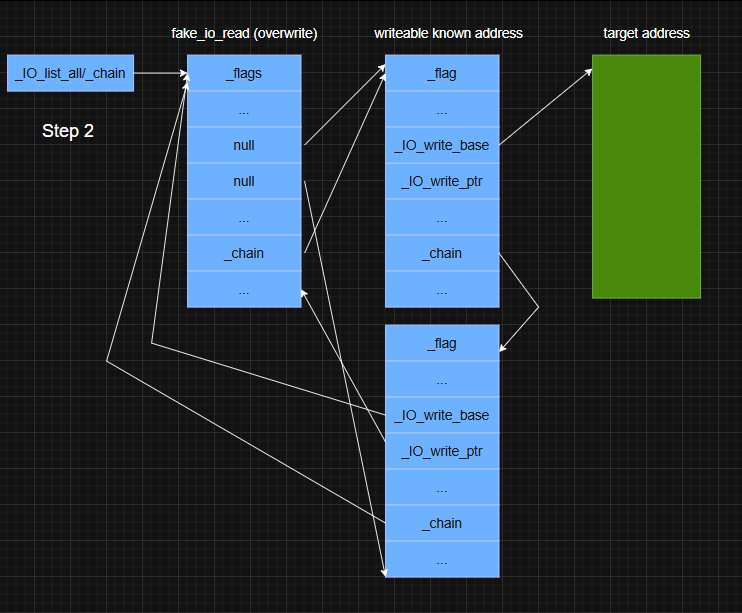 fake_io_read (overwrite)
writeable known address
target address
_IO_list_all/_chain
Step 2
_flags
...
null
null
...
_chain
...
_flag
...
_IO_write_base
_IO_write_ptr
...
_chain
...
_flag
...
_IO_write_base
_IO_write_ptr
...
_chain
...